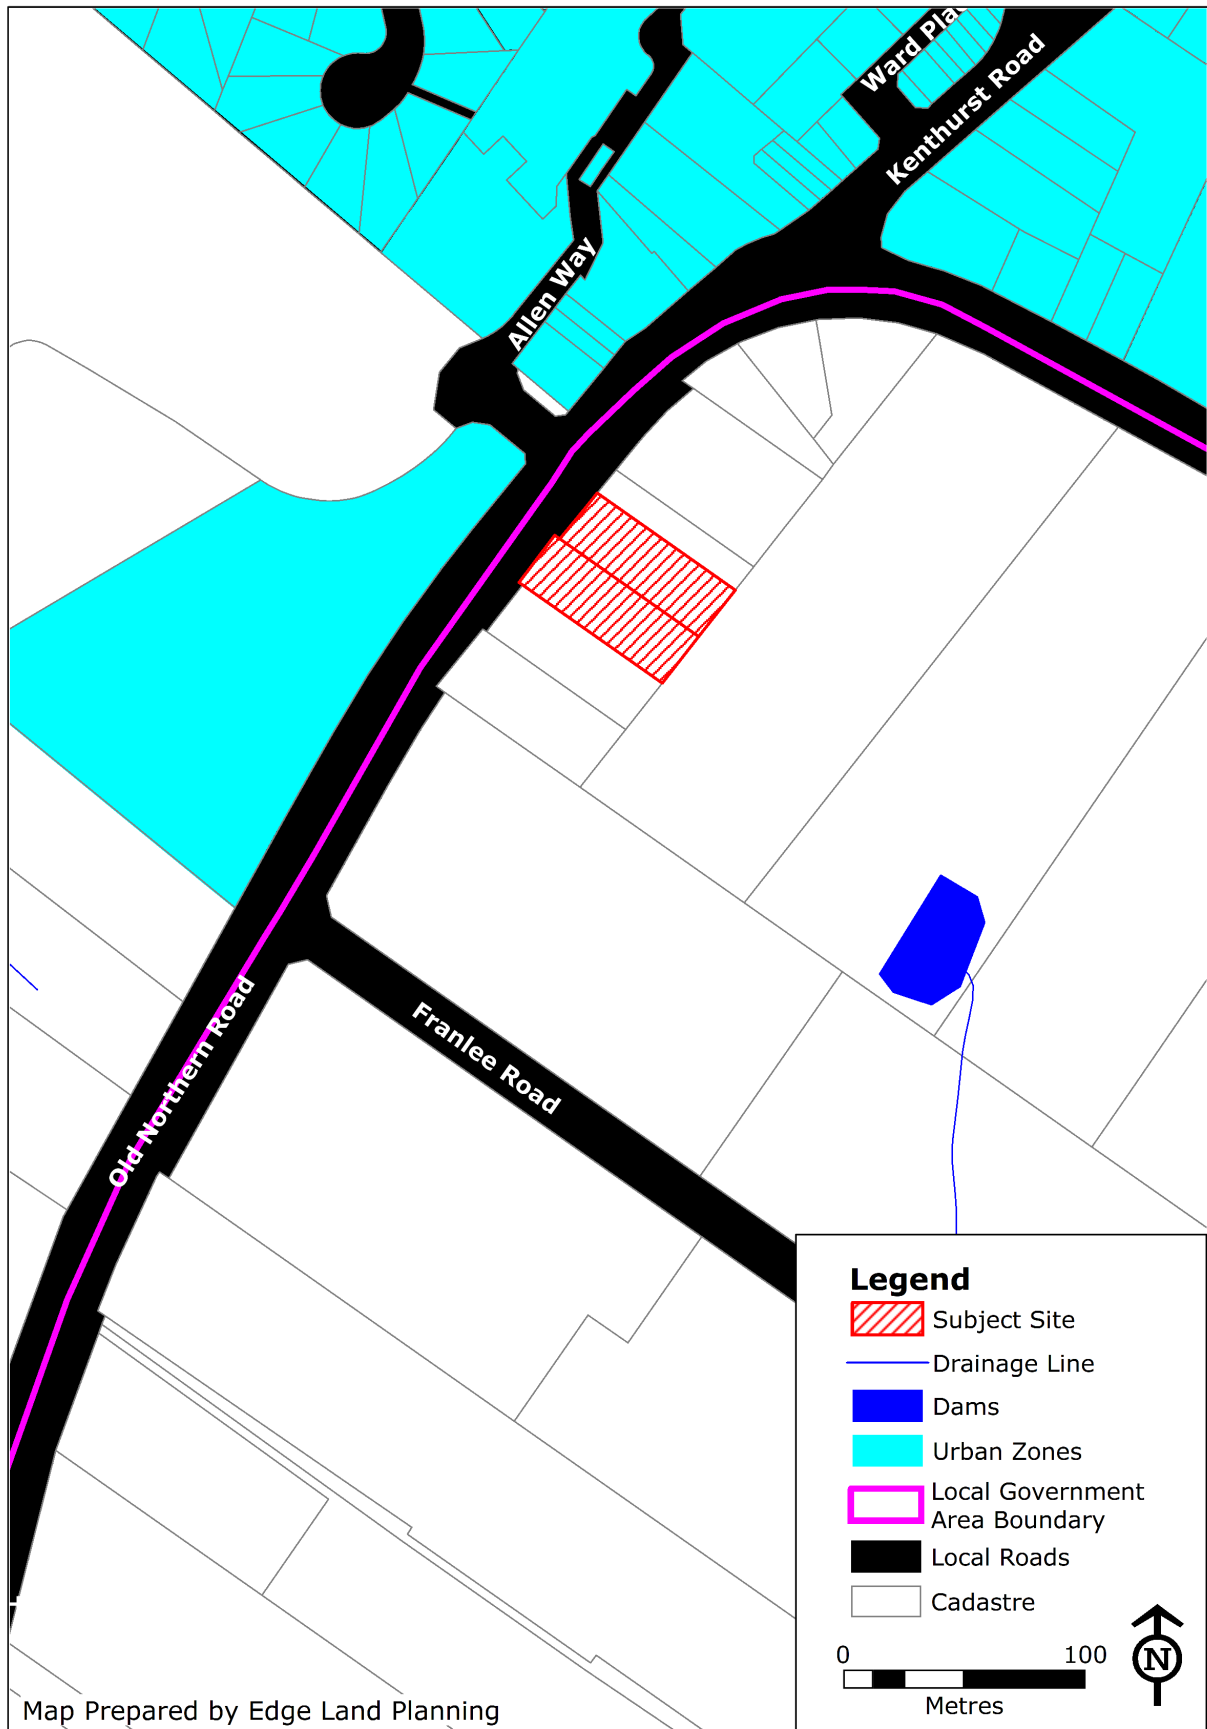 Ward Plac
Kenthurst Road
Allen Way
Old Northern Road
Franlee Road
Legend
Subject Site
Drainage Line
Dams
Urban Zones
Local Government
Area Boundary
Local Roads
Cadastre
0 100
Metres
N
Map Prepared by Edge Land Planning